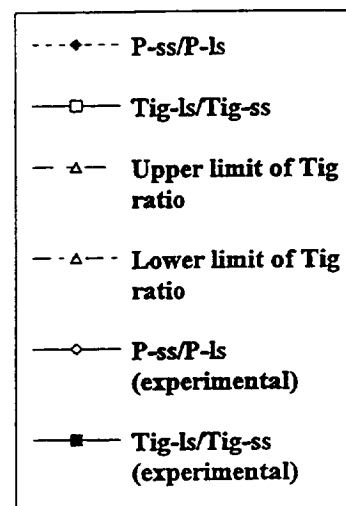 P-ss/P-ls
Tig-ls/Tig-ss
Upper limit of Tig
ratio
Lower limit of Tig
ratio
P-ss/P-ls
(experimental)
Tig-ls/Tig-ss
(experimental)